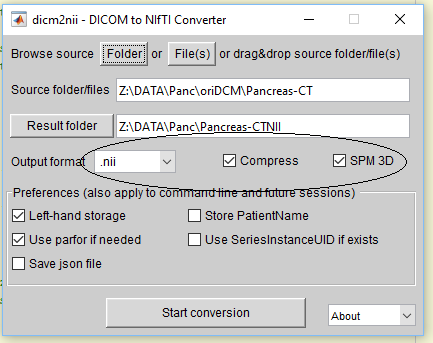 dicm2nii - DICOM to NIfTI Converter
Browse source Folder or File(s) or drag&drop source folder/file(s)
Source folder/files Z:\DATA\Panc\oriDCM\Pancreas-CT
Result folder Z:\DATA\Panc\Pancreas-CTNII
Output format .nii Compress SPM 3D
Preferences (also apply to command line and future sessions)
Left-hand storage Store PatientName
Use parfor if needed Use SeriesInstanceUID if exists
Save json file
Start conversion About